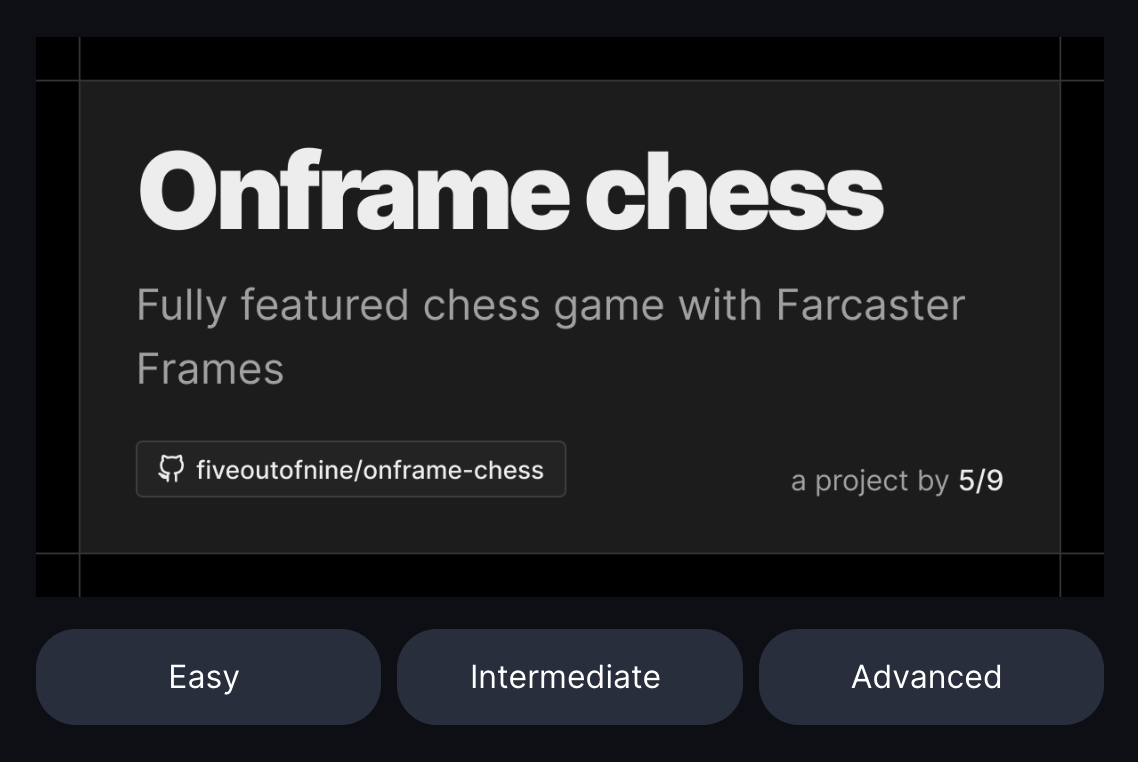 Onframe chess
Fully featured chess game with Farcaster
Frames
fiveoutofnine/onframe-chess
a project by 5/9
Easy
Intermediate
Advanced